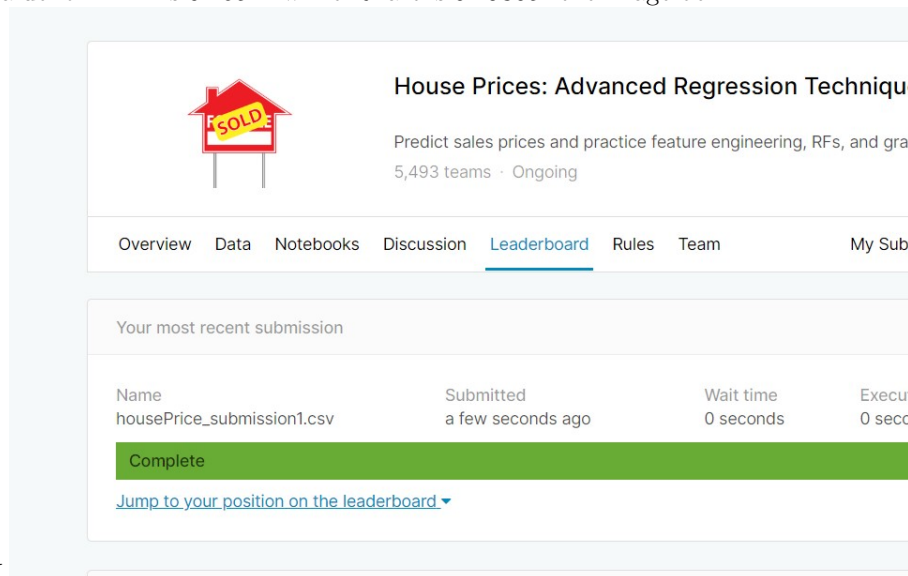 House Prices: Advanced Regression Techniqu
SOLD
Predict sales prices and practice feature engineering, RFs, and gra
5,493 teams · Ongoing
Overview Data Notebooks Discussion Leaderboard Rules Team My Sub
Your most recent submission
Name Submitted Wait time Execu
housePrice_submission1.csv a few seconds ago 0 seconds 0 seco
Complete
Jump to your position on the leaderboard